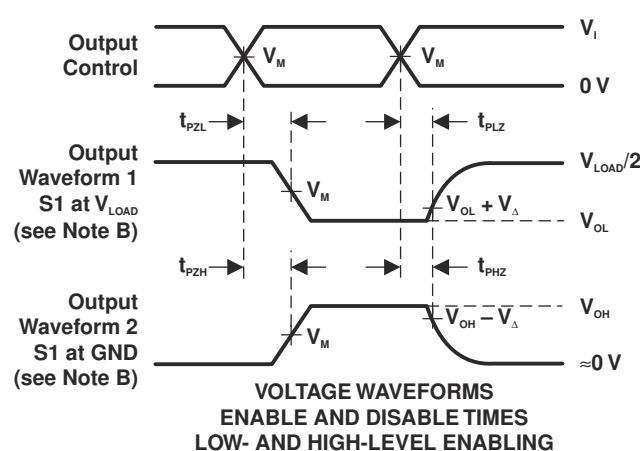 Output
Control
V_M
V_M
V_I
0 V
t_PZL
t_PLZ
Output
Waveform 1
S1 at V_LOAD
(see Note B)
V_M
V_LOAD/2
V_OL + V_Δ
V_OL
t_PZH
t_PHZ
Output
Waveform 2
S1 at GND
(see Note B)
V_M
V_OH – V_Δ
V_OH
≈0 V
VOLTAGE WAVEFORMS
ENABLE AND DISABLE TIMES
LOW- AND HIGH-LEVEL ENABLING